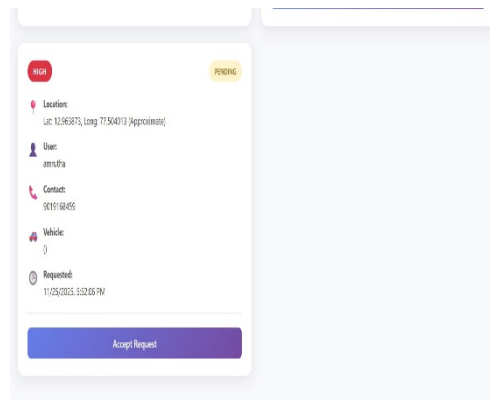 HIGH
PENDING
Location:
Lat: 12.963873, Long: 77.504013 (Approximate)
User:
amrutha
Contact:
9019168459
Vehicle:
()
Requested:
11/25/2025, 5:52:06 PM
Accept Request